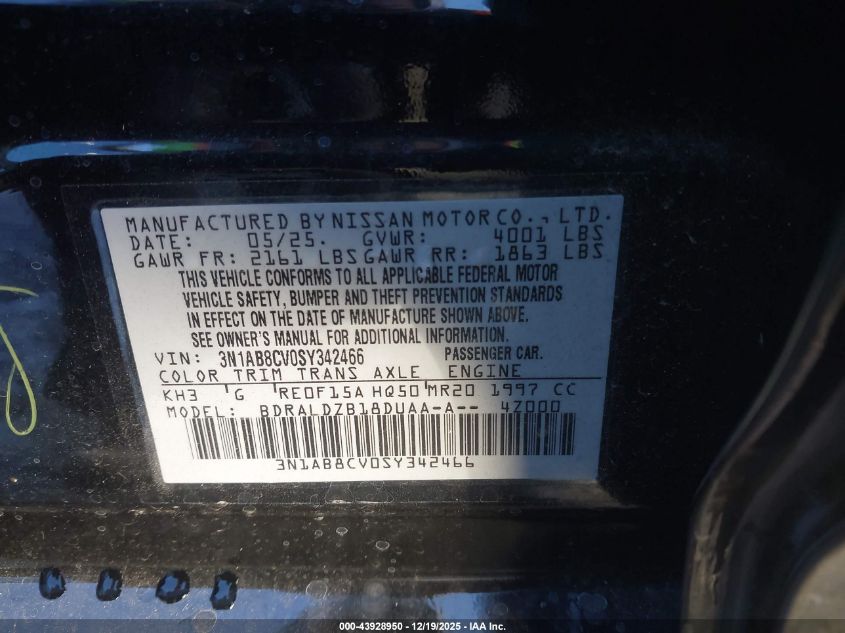 MANUFACTURED BY NISSAN MOTOR CO., LTD.
DATE: 05/25. GVWR: 4001 LBS
GAWR FR: 2161 LBS GAWR RR: 1863 LBS
THIS VEHICLE CONFORMS TO ALL APPLICABLE FEDERAL MOTOR
VEHICLE SAFETY, BUMPER AND THEFT PREVENTION STANDARDS
IN EFFECT ON THE DATE OF MANUFACTURE SHOWN ABOVE.
SEE OWNER'S MANUAL FOR ADDITIONAL INFORMATION.
VIN: 3N1AB8CV0SY342466 PASSENGER CAR.
COLOR TRIM TRANS AXLE ENGINE
KH3 G RE0F15A HQ50 MR20 1997 CC
MODEL: BDRALDZB18DUAA-A-- 4Z000
3N1AB8CV0SY342466
000-43928950 - 12/19/2025 - IAA Inc.